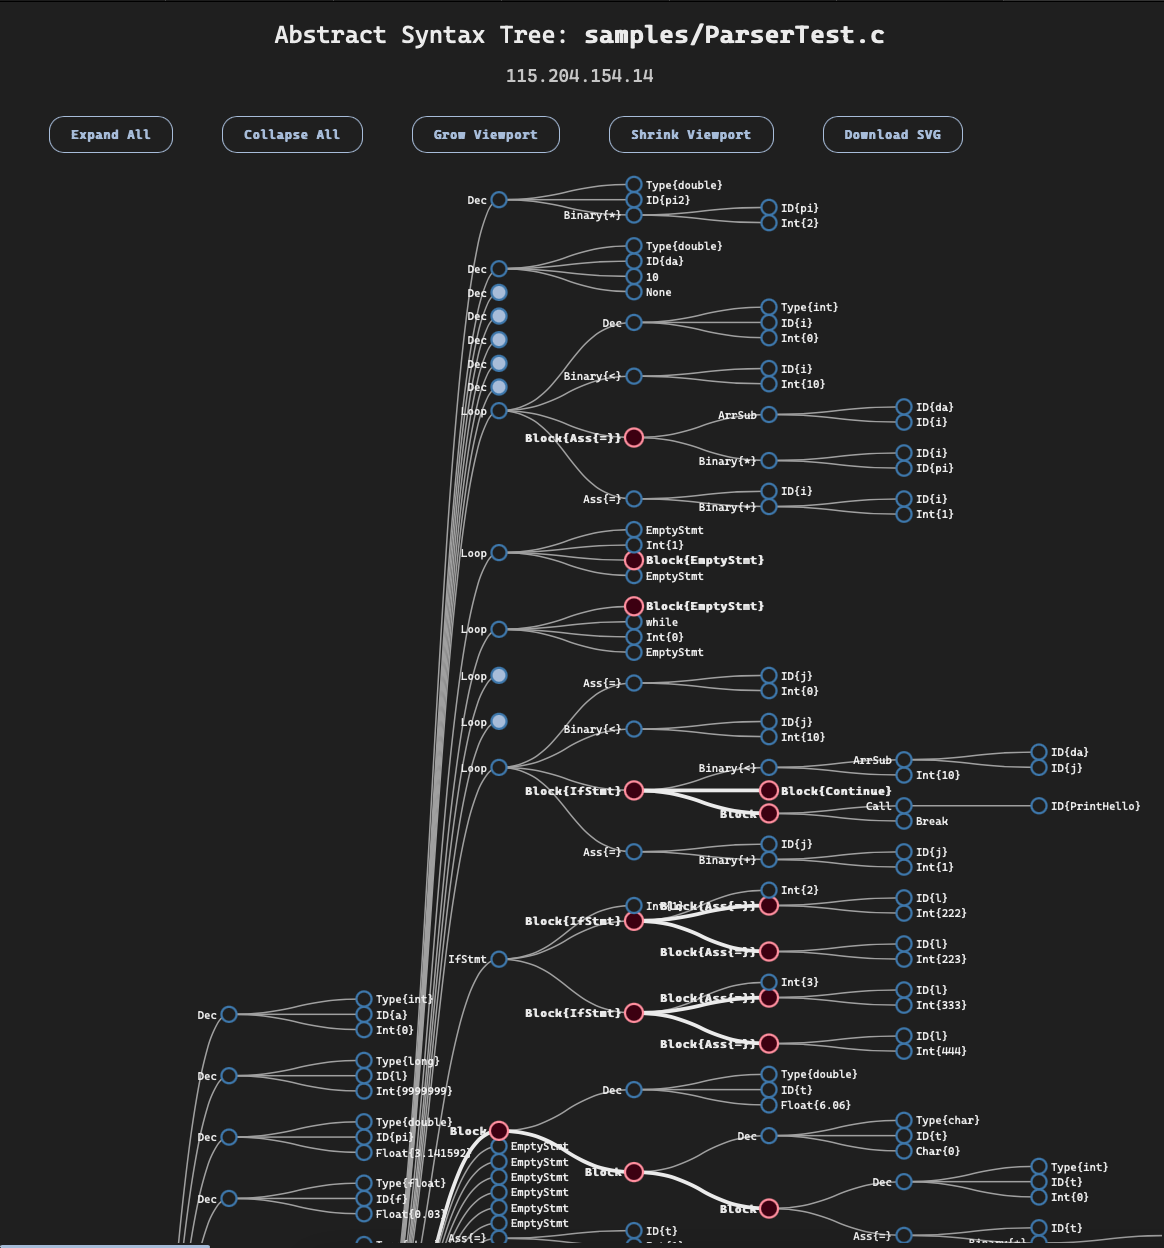 Abstract Syntax Tree: samples/ParserTest.c
115.204.154.14
Expand All Collapse All Grow Viewport Shrink Viewport Download SVG
Type{double}
Dec ID{pi2}
ID{pi}
Binary{*}
Int{2}
Type{double}
ID{da}
Dec
10
None
Dec
Type{int}
Dec
Dec ID{i}
Int{0}
Dec
Dec
ID{i}
Binary{<}
Int{10}
Dec
ID{da}
Loop
ArrSub
ID{i}
Block{Ass{=}}
ID{i}
Binary{*}
ID{pi}
ID{i}
Ass{=}
ID{i}
Binary{+}
Int{1}
EmptyStmt
Int{1}
Loop
Block{EmptyStmt}
EmptyStmt
Block{EmptyStmt}
while
Loop
Int{0}
EmptyStmt
Loop
ID{j}
Ass{=}
Int{0}
Loop
ID{j}
Binary{<}
Int{10}
ID{da}
ArrSub
Loop
Binary{<}
ID{j}
Int{10}
Block{IfStmt} Block{Continue}
Call ID{PrintHello}
Block
Break
ID{j}
Ass{=}
ID{j}
Binary{+}
Int{1}
Int{2}
ID{l}
Block{Ass{=}}
Int{222}
Block{IfStmt}
ID{l}
Block{Ass{=}}
IfStmt
Int{223}
Int{3}
ID{l}
Block{Ass{=}}
Type{int}
Int{333}
Dec ID{a}
Block{IfStmt}
Int{0}
ID{l}
Block{Ass{=}}
Int{444}
Type{long}
Dec ID{l}
Type{double}
Int{9999999}
Dec ID{t}
Float{6.06}
Type{double}
Type{char}
Block
Dec ID{pi}
Dec ID{t}
EmptyStmt
Float{3.141592}
Char{0}
EmptyStmt
Type{int}
Block
EmptyStmt
Type{float}
Dec ID{t}
EmptyStmt
Dec ID{f}
Int{0}
EmptyStmt
Block
Float{0.03}
EmptyStmt
ID{t}
ID{t}
Ass{=}
Ass{=}